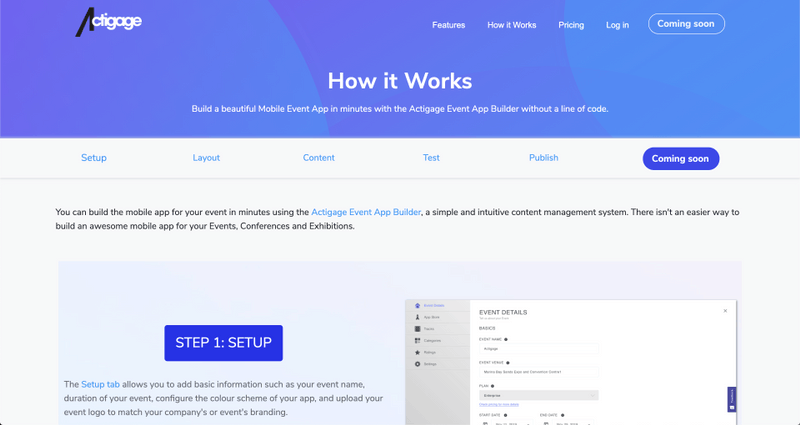 Actigage
Features How it Works Pricing Log in Coming soon
How it Works
Build a beautiful Mobile Event App in minutes with the Actigage Event App Builder without a line of code.
Setup Layout Content Test Publish Coming soon
You can build the mobile app for your event in minutes using the Actigage Event App Builder, a simple and intuitive content management system. There isn't an easier way to
build an awesome mobile app for your Events, Conferences and Exhibitions.
STEP 1: SETUP
The Setup tab allows you to add basic information such as your event name,
duration of your event, configure the colour scheme of your app, and upload your
event logo to match your company's or event's branding.
Event Details
App Store
Tracks
Categories
Ratings
Settings
EVENT DETAILS
BASICS
EVENT NAME
Actigage
EVENT VENUE
Marina Bay Sands Expo and Convention Centre
PLAN
Enterprise
START DATE END DATE